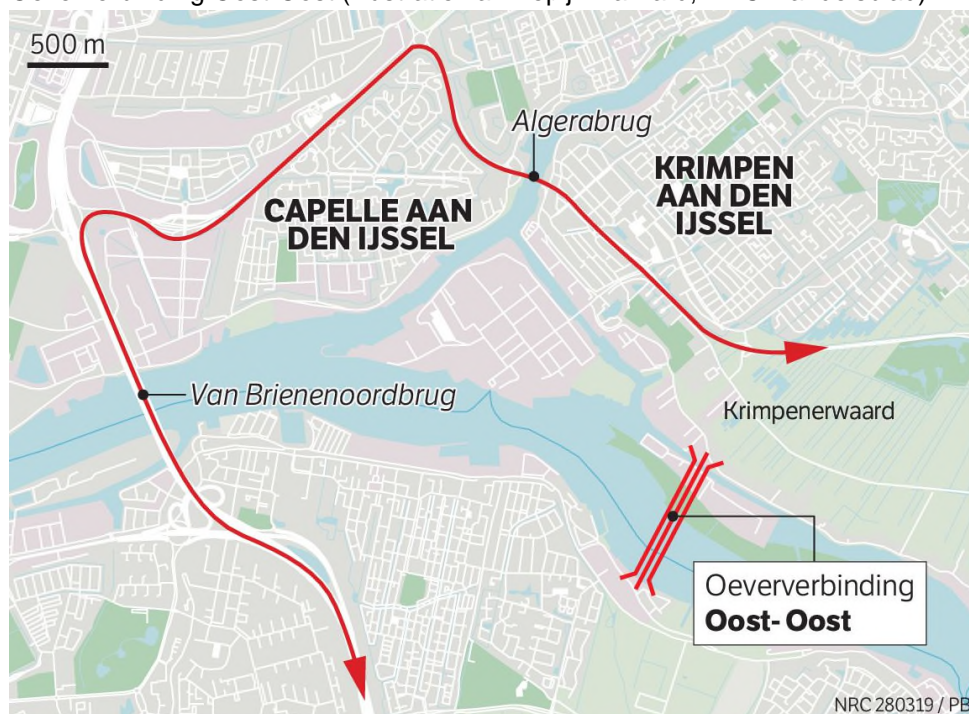 500 m
Algerabrug
KRIMPEN
AAN DEN
IJSSEL
CAPELLE AAN
DEN IJSSEL
Van Brienenoordbrug
Krimpenerwaard
Oeververbinding
Oost-Oost
NRC 280319 / PB